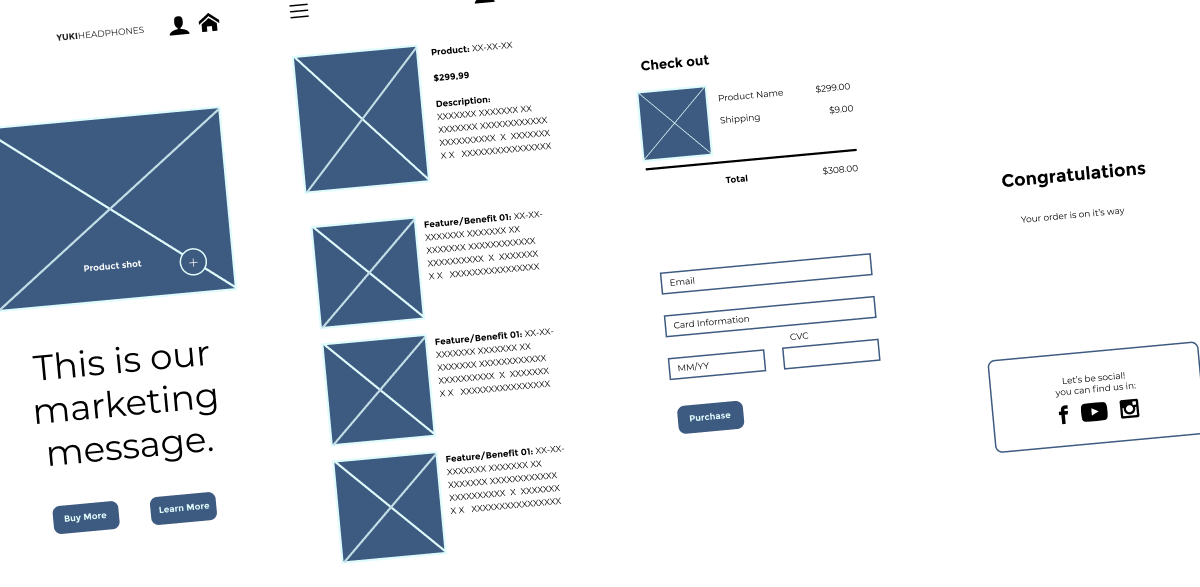 YUKIHEADPHONES
Product shot
+
This is our
marketing
message.
Buy More
Learn More
Product: XX-XX-XX
$299,99
Description:
XXXXXXX XXXXXXX XX
XXXXXXX XXXXXXXXXXXX
XXXXXXXXXX X XXXXXXX
X X XXXXXXXXXXXXXXXX
Feature/Benefit 01: XX-XX-
XXXXXXX XXXXXXX XX
XXXXXXX XXXXXXXXXXXX
XXXXXXXXXX X XXXXXXX
X X XXXXXXXXXXXXXXXX
Feature/Benefit 01: XX-XX-
XXXXXXX XXXXXXX XX
XXXXXXX XXXXXXXXXXXX
XXXXXXXXXX X XXXXXXX
X X XXXXXXXXXXXXXXXX
Feature/Benefit 01: XX-XX-
XXXXXXX XXXXXXX XX
XXXXXXX XXXXXXXXXXXX
XXXXXXXXXX X XXXXXXX
X X XXXXXXXXXXXXXXXX
Check out
Product Name $299.00
Shipping $9.00
Total $308.00
Email
Card Information
CVC
MM/YY
Purchase
Congratulations
Your order is on it's way
Let's be social!
you can find us in: